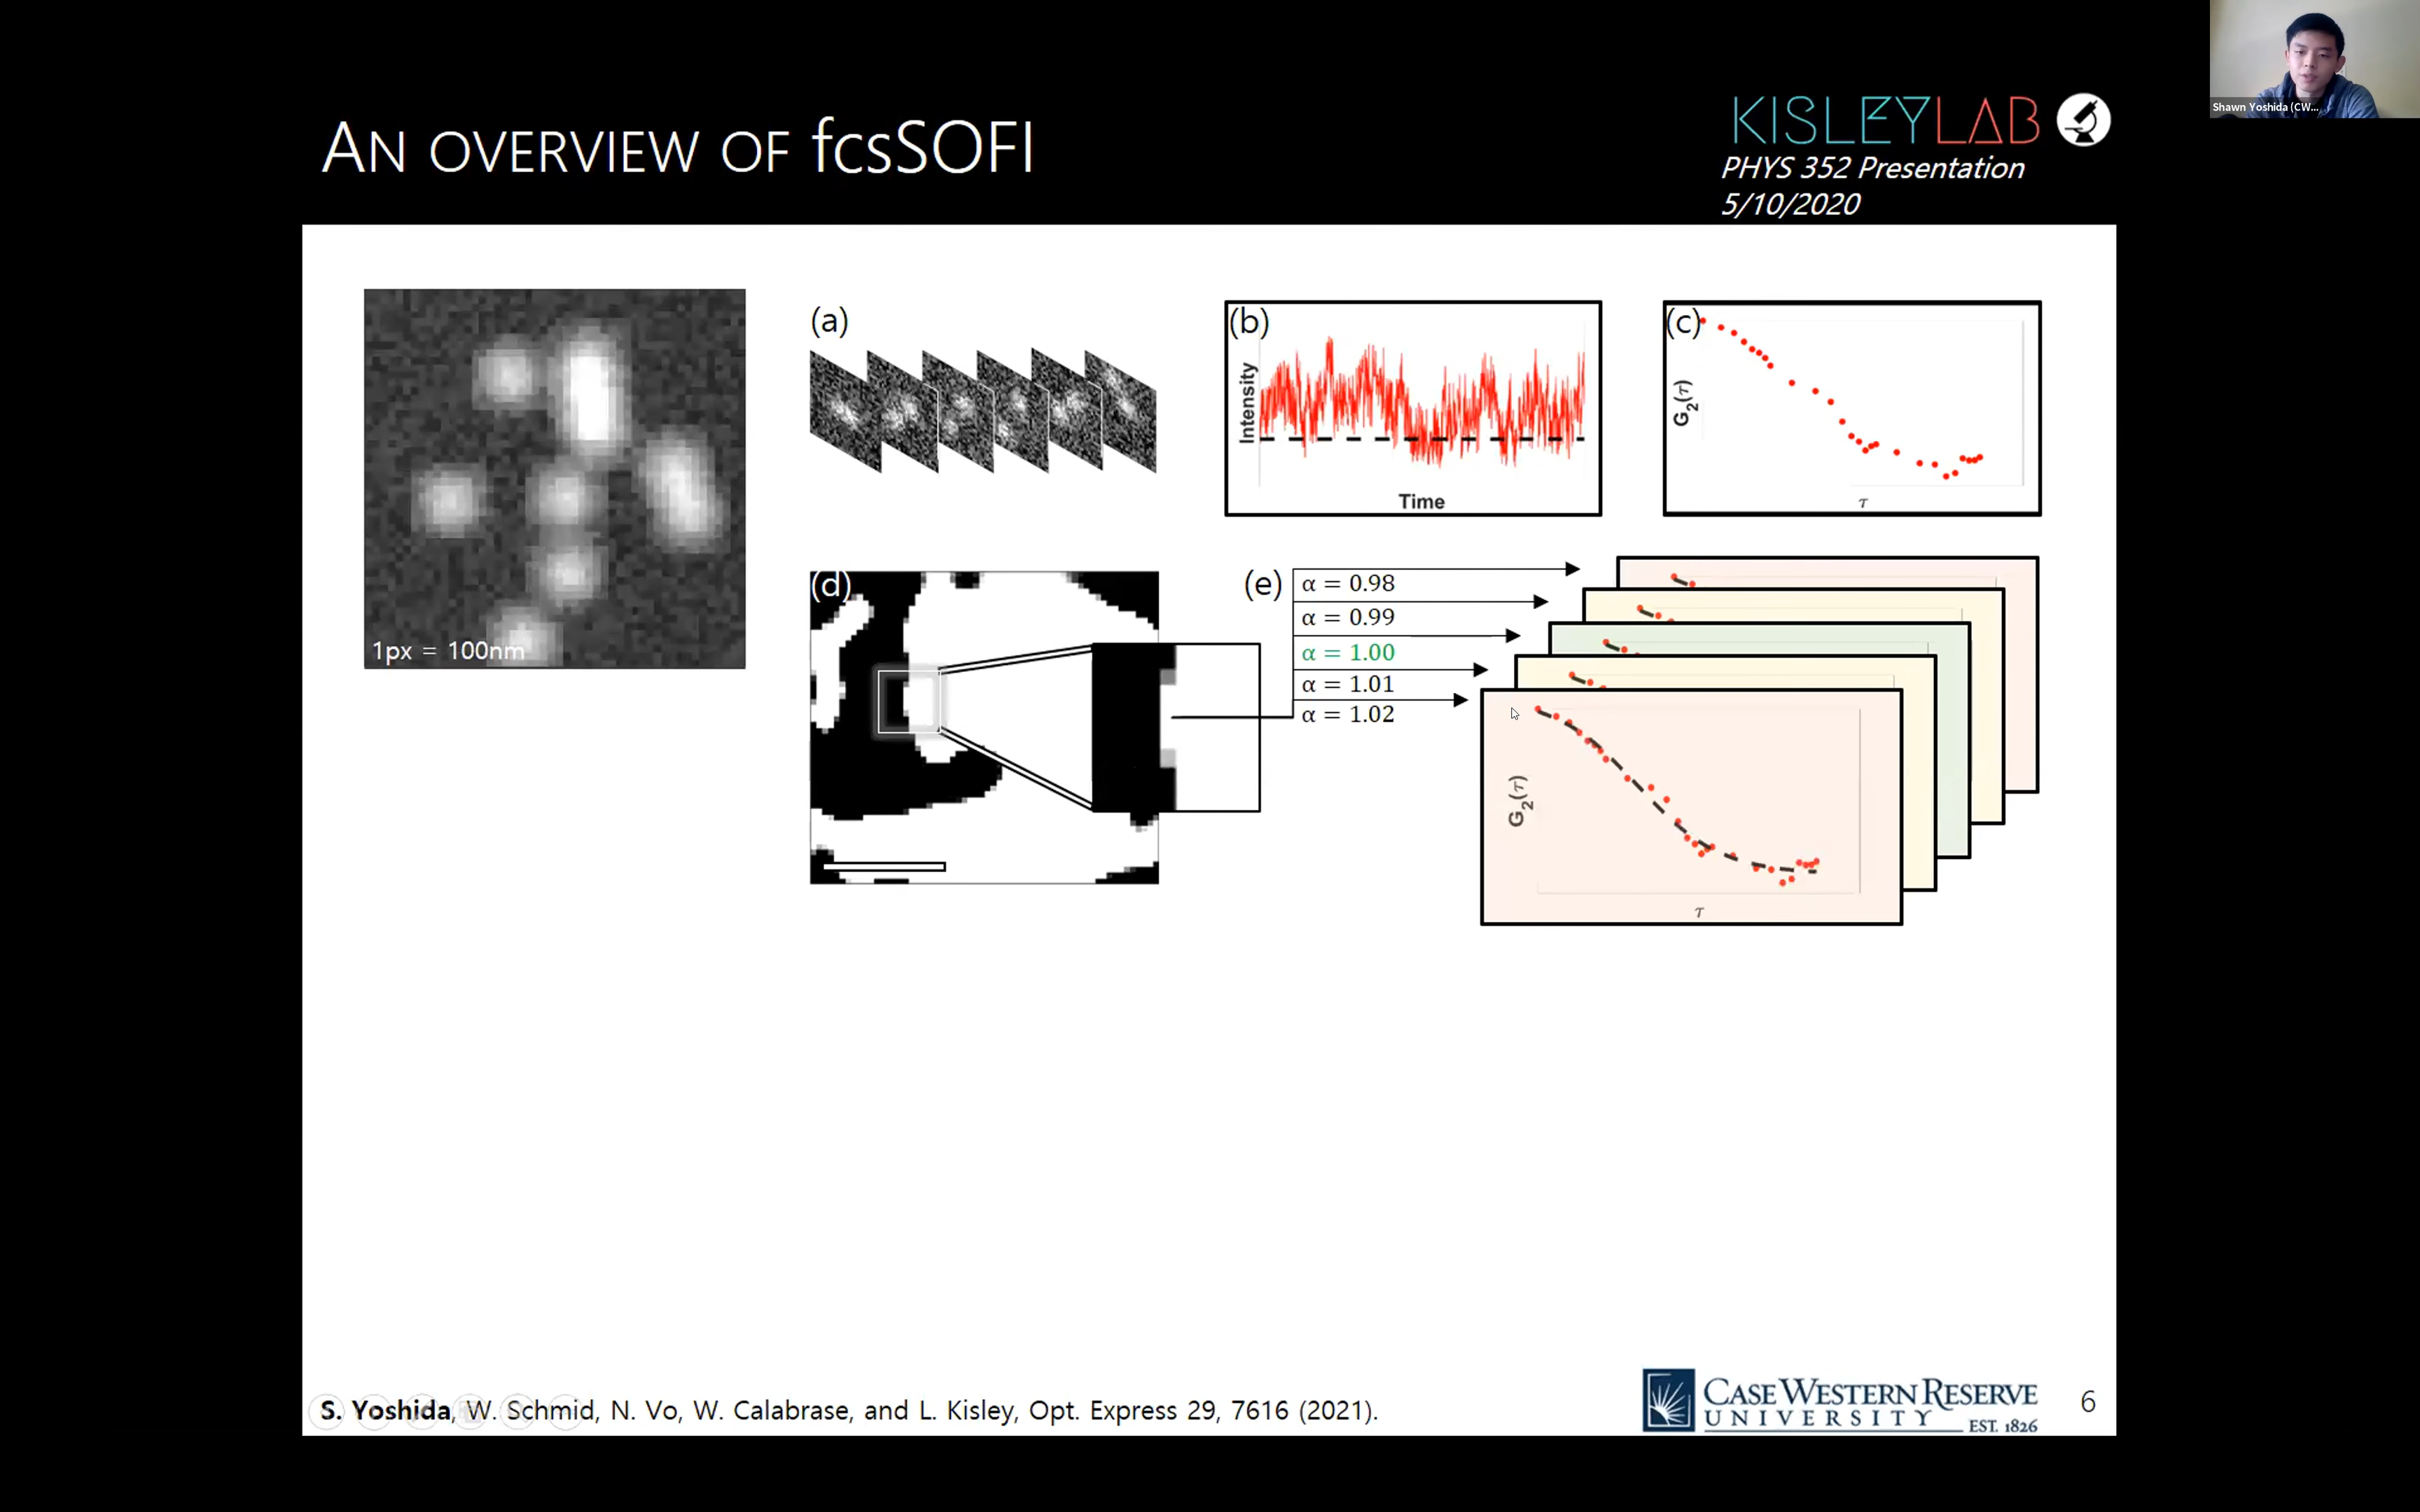 Shawn Yoshida (CW...
AN OVERVIEW OF fcsSOFI
KISLEYLAB
PHYS 352 Presentation
5/10/2020
1px = 100nm
(a)
(b)
Intensity
Time
(c)
G2(τ)
τ
(d)
(e)
α = 0.98
α = 0.99
α = 1.00
α = 1.01
α = 1.02
G2(τ)
τ
S. Yoshida, W. Schmid, N. Vo, W. Calabrase, and L. Kisley, Opt. Express 29, 7616 (2021).
CASE WESTERN RESERVE
UNIVERSITY
EST. 1826
6